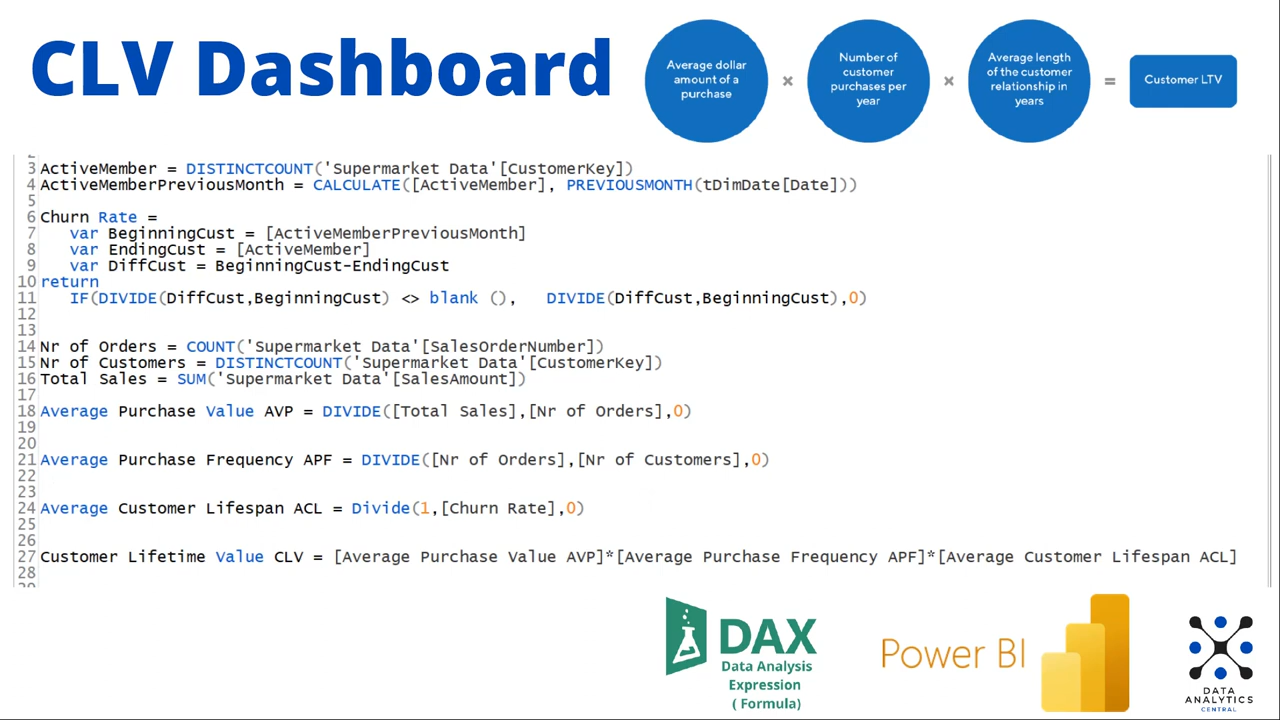 CLV Dashboard
Average dollar
amount of a
purchase
×
Number of
customer
purchases per
year
×
Average length
of the customer
relationship in
years
=
Customer LTV
3 ActiveMember = DISTINCTCOUNT('Supermarket Data'[CustomerKey])
4 ActiveMemberPreviousMonth = CALCULATE([ActiveMember], PREVIOUSMONTH(tDimDate[Date]))
5
6 Churn Rate =
7 var BeginningCust = [ActiveMemberPreviousMonth]
8 var EndingCust = [ActiveMember]
9 var DiffCust = BeginningCust-EndingCust
10 return
11 IF(DIVIDE(DiffCust,BeginningCust) <> blank (), DIVIDE(DiffCust,BeginningCust),0)
12
13
14 Nr of Orders = COUNT('Supermarket Data'[SalesOrderNumber])
15 Nr of Customers = DISTINCTCOUNT('Supermarket Data'[CustomerKey])
16 Total Sales = SUM('Supermarket Data'[SalesAmount])
17
18 Average Purchase Value AVP = DIVIDE([Total Sales],[Nr of Orders],0)
19
20
21 Average Purchase Frequency APF = DIVIDE([Nr of Orders],[Nr of Customers],0)
22
23
24 Average Customer Lifespan ACL = Divide(1,[Churn Rate],0)
25
26
27 Customer Lifetime Value CLV = [Average Purchase Value AVP]*[Average Purchase Frequency APF]*[Average Customer Lifespan ACL]
28
DAX
Data Analysis
Expression
( Formula)
Power BI
DATA
ANALYTICS
CENTRAL